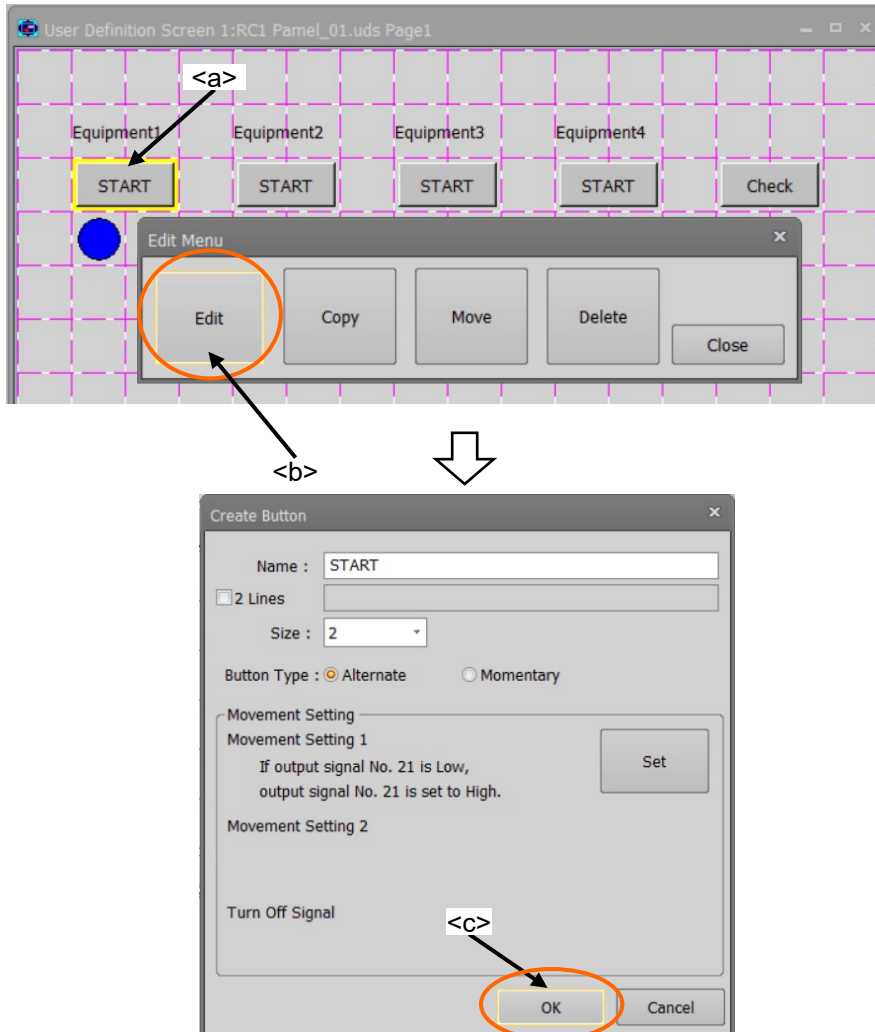 User Definition Screen 1:RC1 Pamel_01.uds Page1
<a>
Equipment1 Equipment2 Equipment3 Equipment4
START START START START Check
Edit Menu
Edit Copy Move Delete Close
<b>
Create Button
Name : START
2 Lines
Size : 2
Button Type : Alternate Momentary
Movement Setting
Movement Setting 1
If output signal No. 21 is Low,
output signal No. 21 is set to High.
Set
Movement Setting 2
Turn Off Signal
<c>
OK Cancel